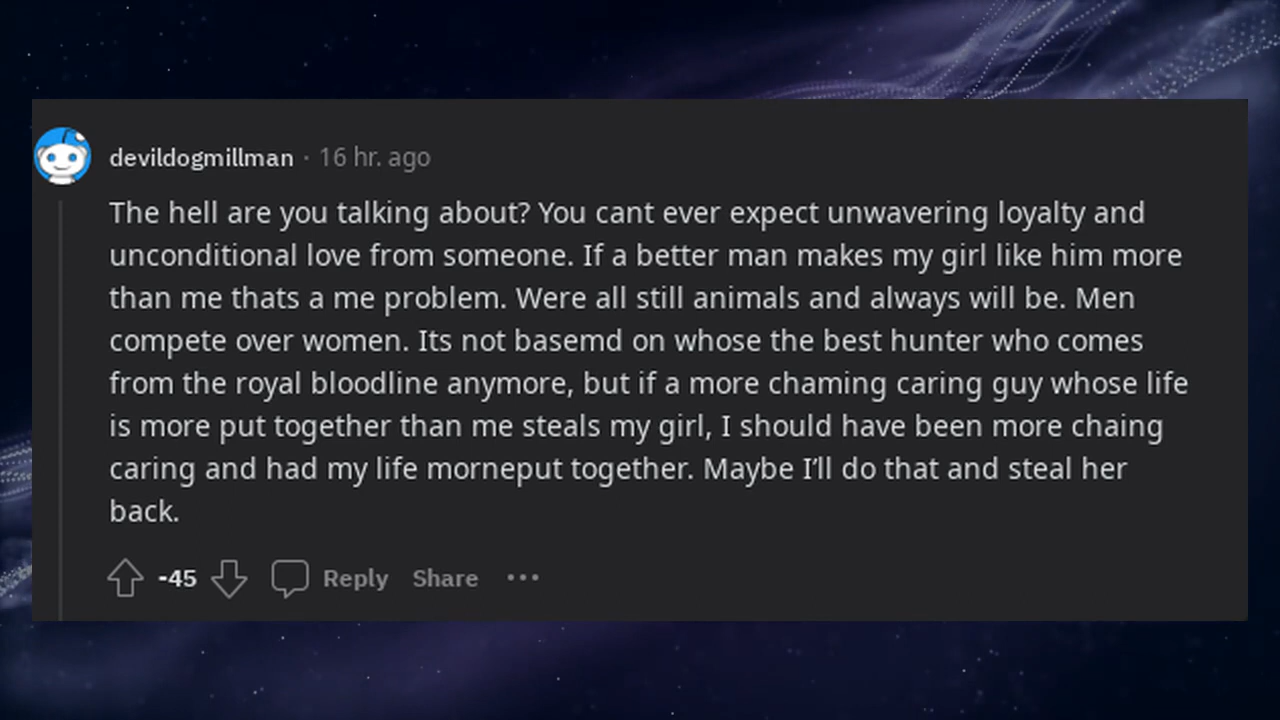 devildogmillman · 16 hr. ago
The hell are you talking about? You cant ever expect unwavering loyalty and
unconditional love from someone. If a better man makes my girl like him more
than me thats a me problem. Were all still animals and always will be. Men
compete over women. Its not basemd on whose the best hunter who comes
from the royal bloodline anymore, but if a more chaming caring guy whose life
is more put together than me steals my girl, I should have been more chaing
caring and had my life morneput together. Maybe I'll do that and steal her
back.
-45 Reply Share ···